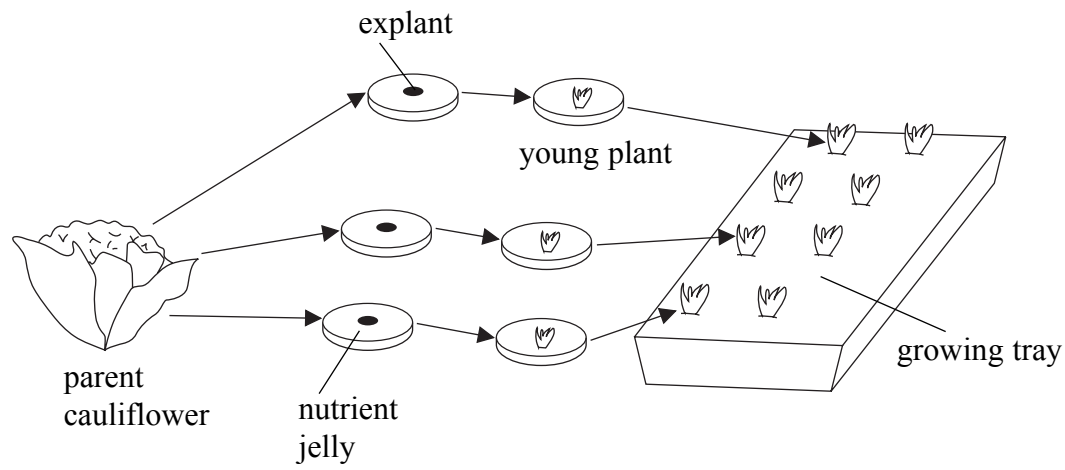 explant
young plant
growing tray
parent
cauliflower
nutrient
jelly